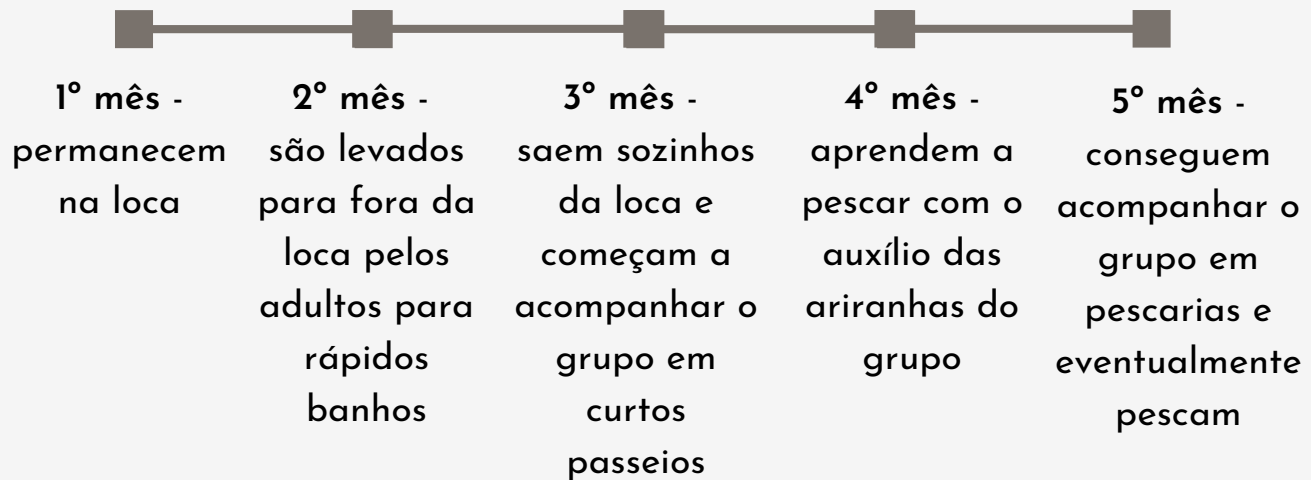 1º mês -
permanecem
na loca
2º mês -
são levados
para fora da
loca pelos
adultos para
rápidos
banhos
3º mês -
saem sozinhos
da loca e
começam a
acompanhar o
grupo em
curtos
passeios
4º mês -
aprendem a
pescar com o
auxílio das
ariranhas do
grupo
5º mês -
conseguem
acompanhar o
grupo em
pescarias e
eventualmente
pescam